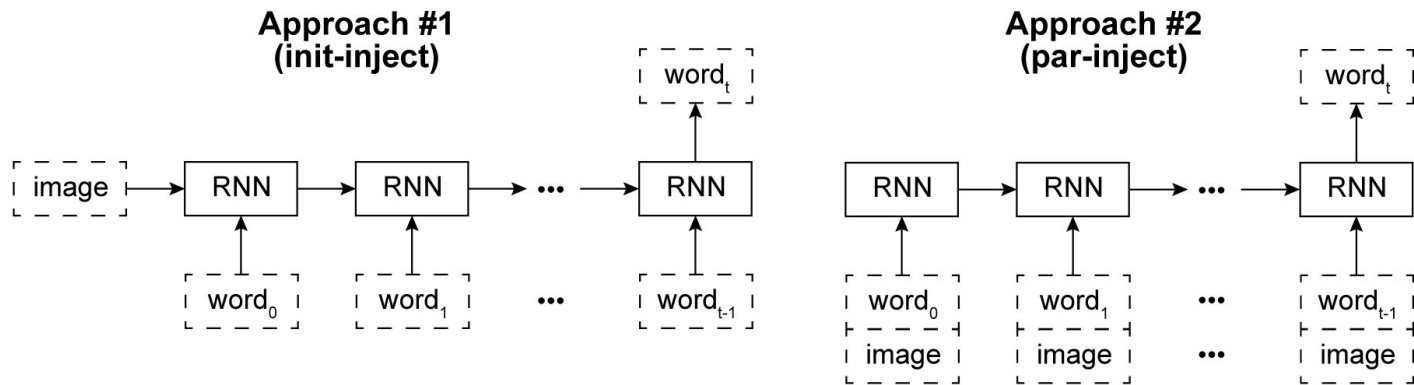 Approach #1
(init-inject)
word_t
image
RNN
RNN
...
RNN
word_0
word_1
...
word_t-1
Approach #2
(par-inject)
word_t
RNN
RNN
...
RNN
word_0
word_1
...
word_t-1
image
image
...
image